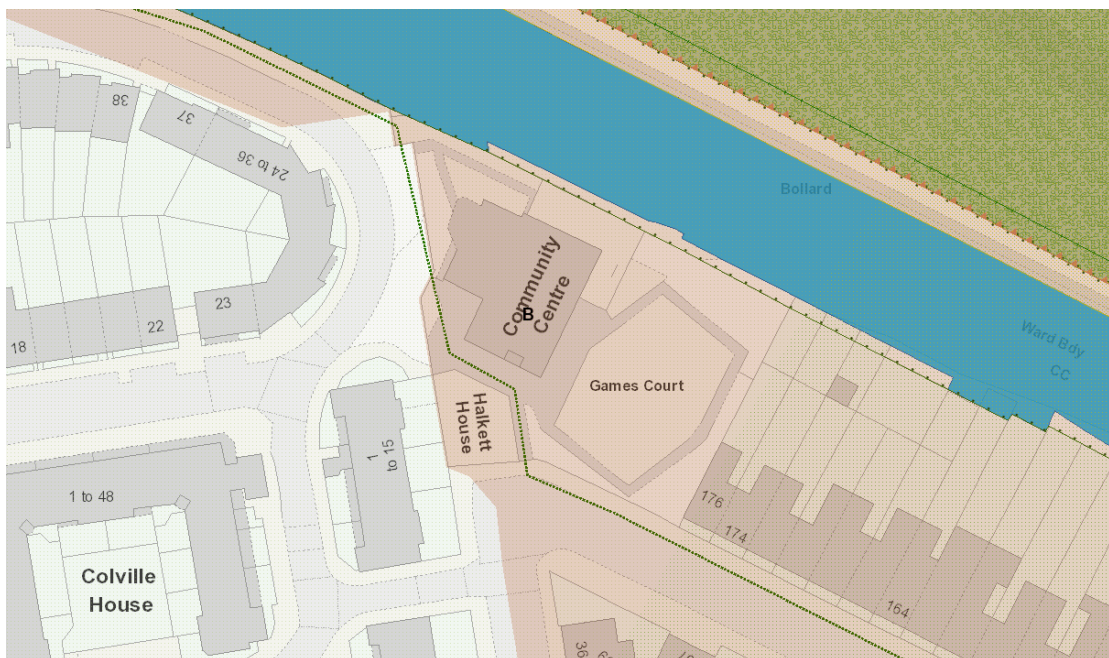 38
37
24 to 36
Bollard
Community
Centre
B
23
22
18
Ward Bdy
CC
Games Court
Halkett
House
1
to 15
1 to 48
176
174
Colville
House
164